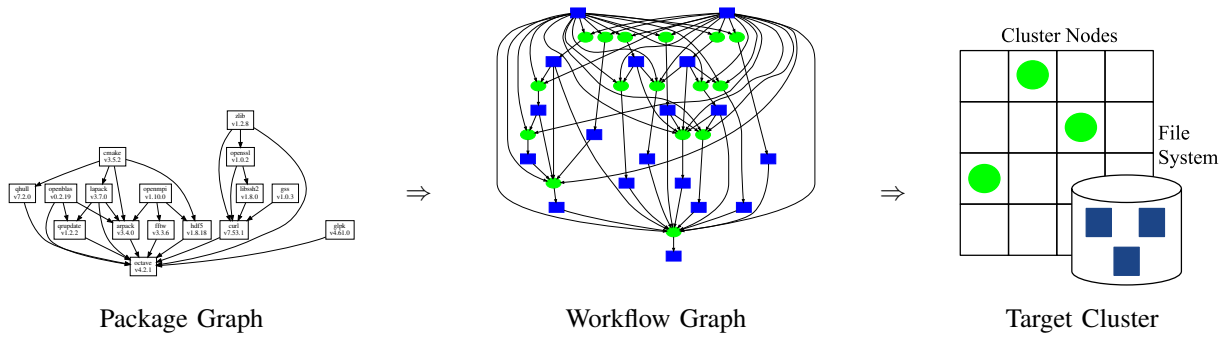 Cluster Nodes
File
System
zlib
v1.2.8
cmake
v3.5.2
openssl
v1.0.2
qhull
v7.2.0
openblas
v0.2.19
lapack
v3.7.0
openmpi
v1.10.0
libssh2
v1.8.0
gss
v1.0.3
qrupdate
v1.2.2
arpack
v3.4.0
fftw
v3.3.6
hdf5
v1.8.18
curl
v7.53.1
glpk
v4.61.0
octave
v4.2.1
⇒
⇒
Package Graph
Workflow Graph
Target Cluster